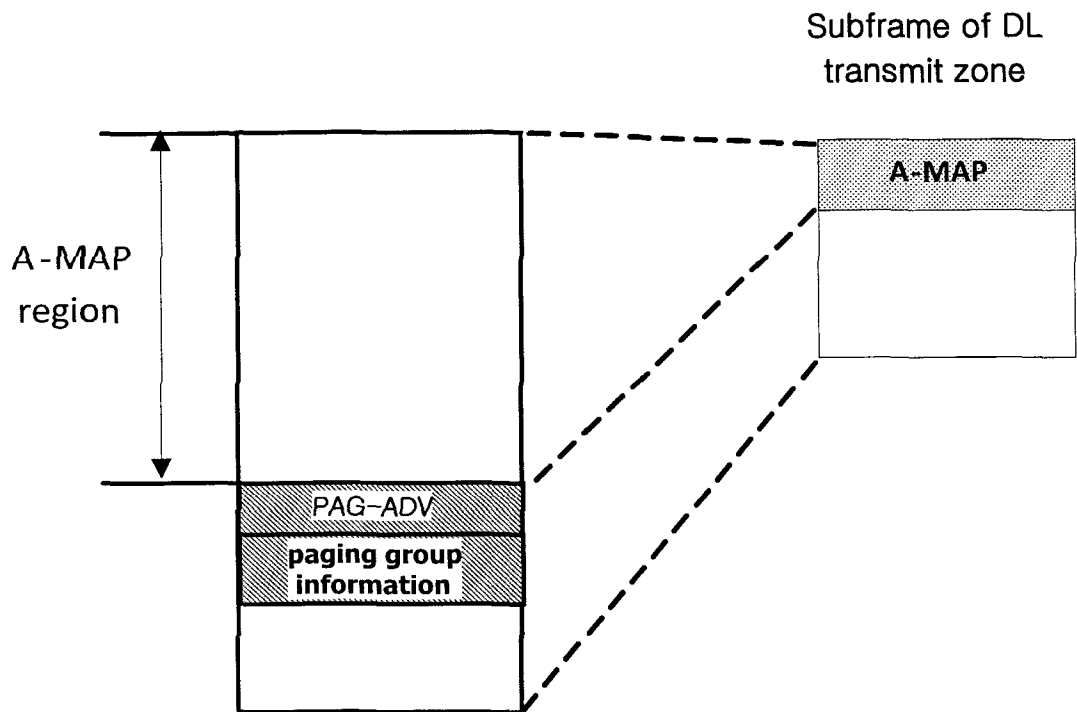 Subframe of DL
transmit zone
A-MAP
A-MAP
region
PAG-ADV
paging group
information